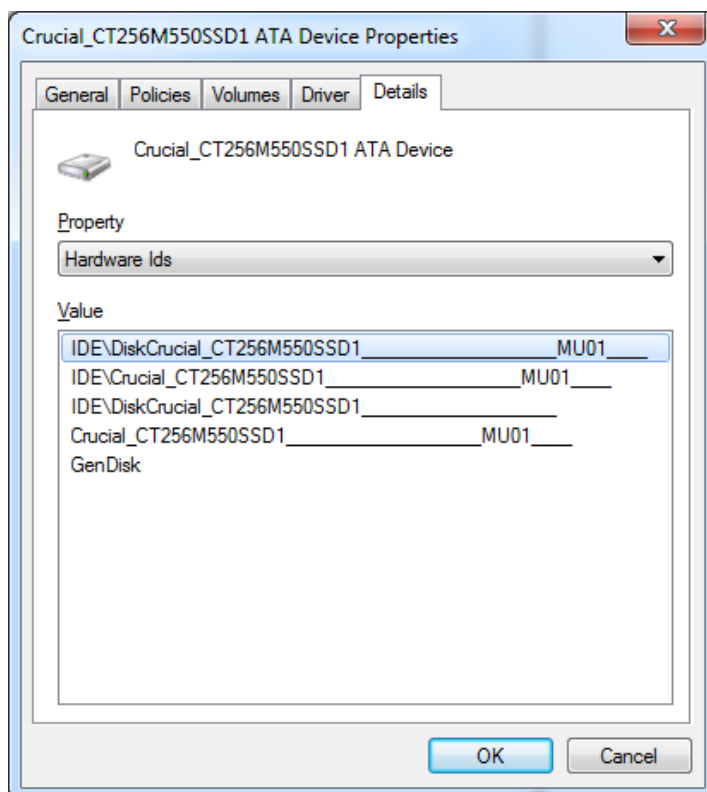 Crucial_CT256M550SSD1 ATA Device Properties
X
General Policies Volumes Driver Details
Crucial_CT256M550SSD1 ATA Device
Property
Hardware Ids
Value
IDE\DiskCrucial_CT256M550SSD1___________________MU01____
IDE\Crucial_CT256M550SSD1___________________MU01____
IDE\DiskCrucial_CT256M550SSD1___________________
Crucial_CT256M550SSD1___________________MU01____
GenDisk
OK Cancel